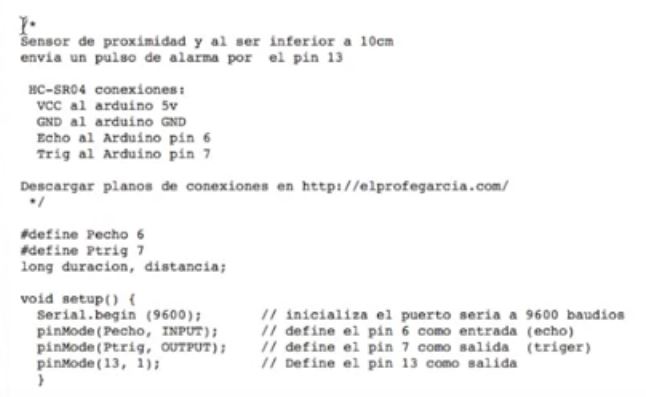 /*
Sensor de proximidad y al ser inferior a 10cm
envia un pulso de alarma por el pin 13
HC-SR04 conexiones:
VCC al arduino 5v
GND al arduino GND
Echo al Arduino pin 6
Trig al Arduino pin 7
Descargar planos de conexiones en http://elprofegarcia.com/
*/
#define Pecho 6
#define Ptrig 7
long duracion, distancia;
void setup() {
Serial.begin (9600); // inicializa el puerto seria a 9600 baudios
pinMode(Pecho, INPUT); // define el pin 6 como entrada (echo)
pinMode(Ptrig, OUTPUT); // define el pin 7 como salida (triger)
pinMode(13, 1); // Define el pin 13 como salida
}